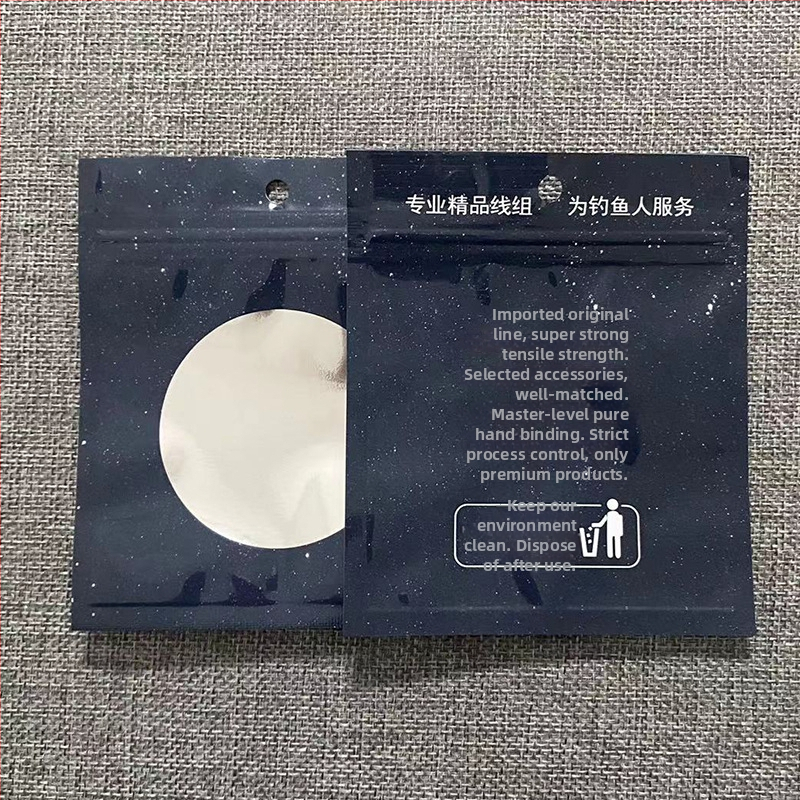 专业精品线组 为钓鱼人服务
Imported original
line, super strong
tensile strength.
Selected accessories,
well-matched.
Master-level pure
hand binding. Strict
process control, only
premium products.
Keep our
environment
clean. Dispose
of after use.